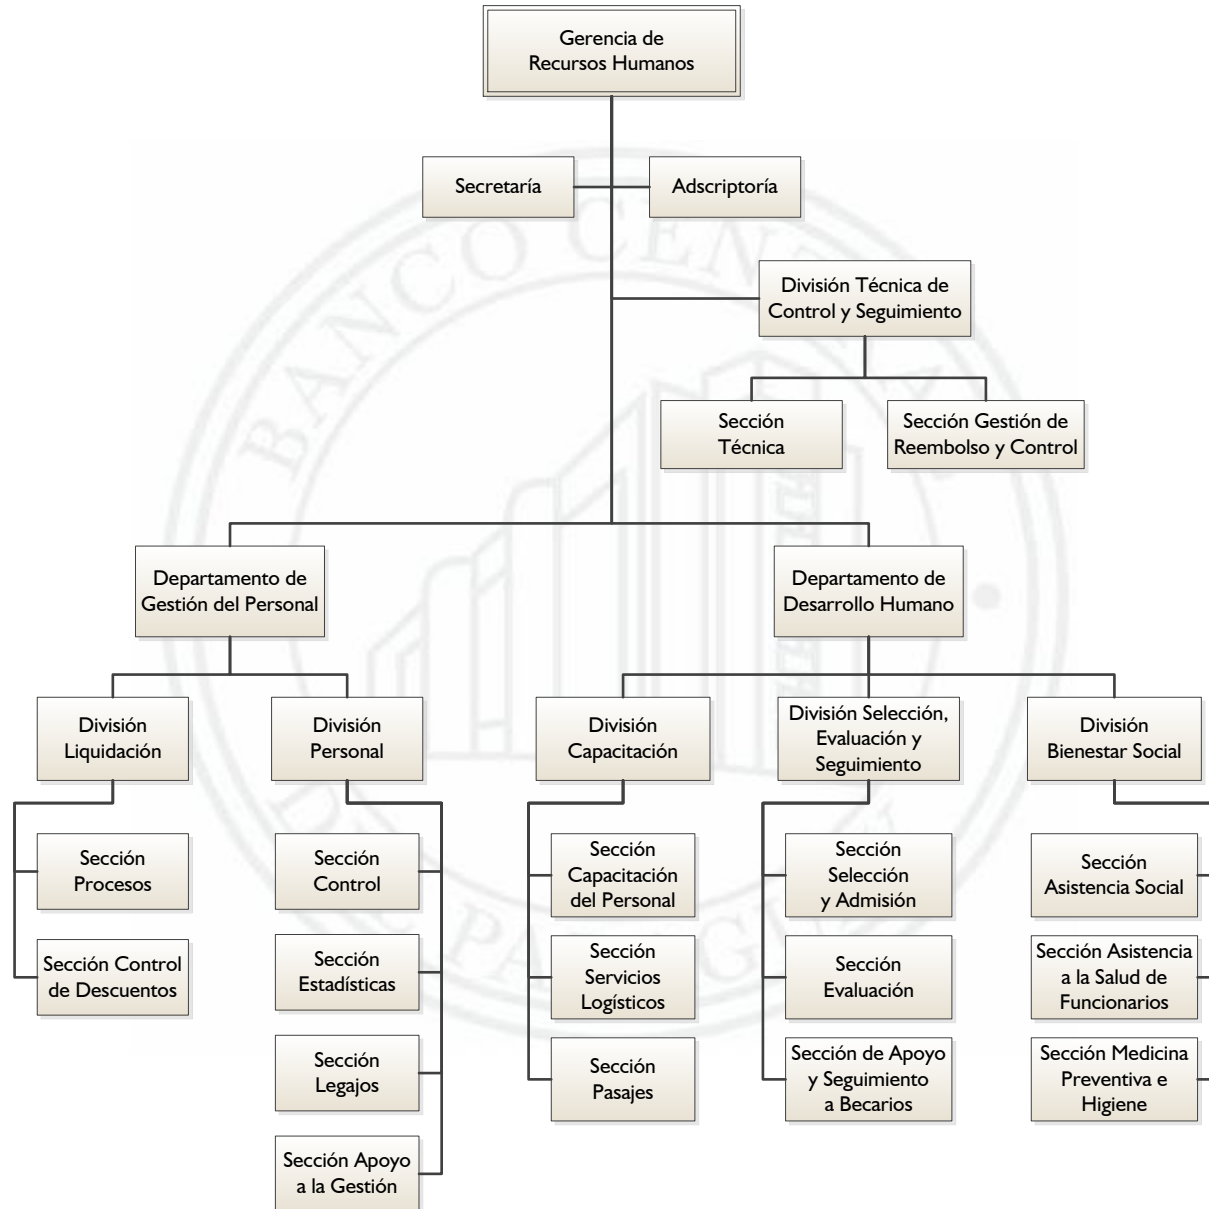 Gerencia de
Recursos Humanos
Secretaría
Adscriptoría
División Técnica de
Control y Seguimiento
Sección
Técnica
Sección Gestión de
Reembolso y Control
Departamento de
Gestión del Personal
Departamento de
Desarrollo Humano
División
Liquidación
División
Personal
División
Capacitación
División Selección,
Evaluación y
Seguimiento
División
Bienestar Social
Sección
Procesos
Sección Control
de Descuentos
Sección
Control
Sección
Estadísticas
Sección
Legajos
Sección Apoyo
a la Gestión
Sección
Capacitación
del Personal
Sección
Servicios
Logísticos
Sección
Pasajes
Sección
Selección
y Admisión
Sección
Evaluación
Sección de Apoyo
y Seguimiento
a Becarios
Sección
Asistencia Social
Sección Asistencia
a la Salud de
Funcionarios
Sección Medicina
Preventiva e
Higiene
BANCO CENTRAL